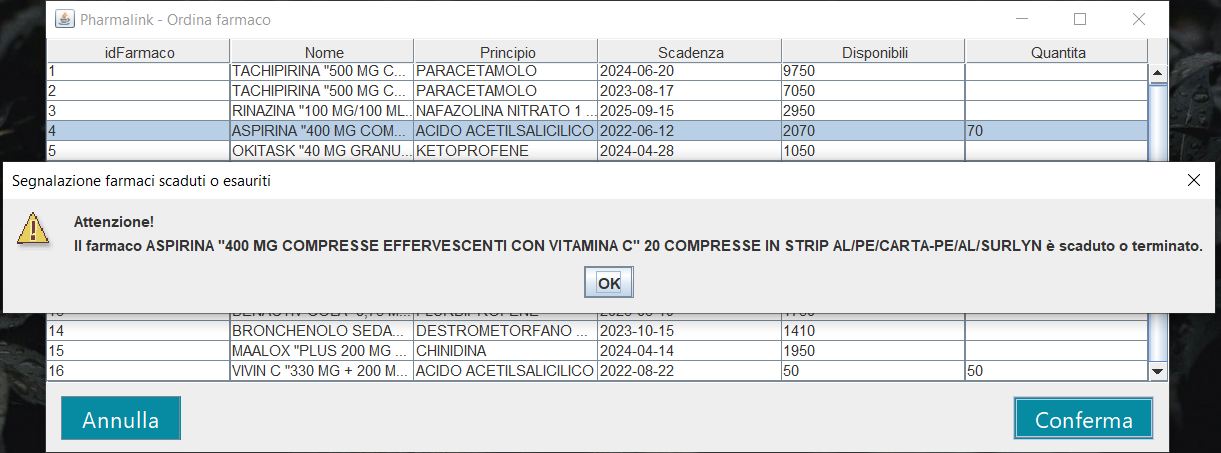 Pharmalink - Ordina farmaco
idFarmaco Nome Principio Scadenza Disponibili Quantita
1 TACHIPIRINA "500 MG C... PARACETAMOLO 2024-06-20 9750
2 TACHIPIRINA "500 MG C... PARACETAMOLO 2023-08-17 7050
3 RINAZINA "100 MG/100 ML... NAFAZOLINA NITRATO 1 ... 2025-09-15 2950
4 ASPIRINA "400 MG COM... ACIDO ACETILSALICILICO 2022-06-12 2070 70
5 OKITASK "40 MG GRANU... KETOPROFENE 2024-04-28 1050
Segnalazione farmaci scaduti o esauriti
Attenzione!
Il farmaco ASPIRINA "400 MG COMPRESSE EFFERVESCENTI CON VITAMINA C" 20 COMPRESSE IN STRIP AL/PE/CARTA-PE/AL/SURLYN è scaduto o terminato.
OK
14 BRONCHENOLO SEDA... DESTROMETORFANO ... 2023-10-15 1410
15 MAALOX "PLUS 200 MG ... CHINIDINA 2024-04-14 1950
16 VIVIN C "330 MG + 200 M... ACIDO ACETILSALICILICO 2022-08-22 50 50
Annulla Conferma